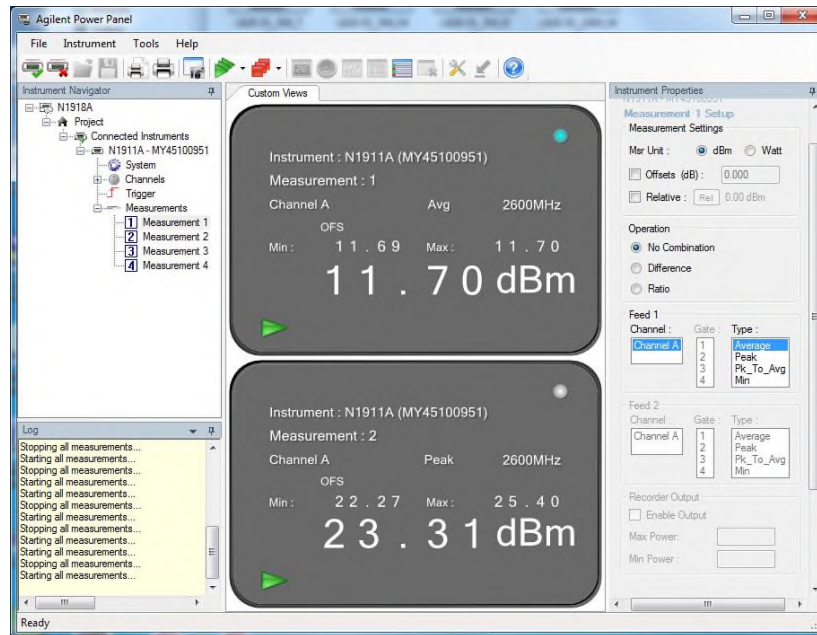 Agilent Power Panel
File Instrument Tools Help
Instrument Navigator
N1918A
Project
Connected Instruments
N1911A - MY45100951
System
Channels
Trigger
Measurements
1 Measurement 1
2 Measurement 2
3 Measurement 3
4 Measurement 4
Log
Stopping all measurements...
Starting all measurements...
Stopping all measurements...
Starting all measurements...
Starting all measurements...
Stopping all measurements...
Starting all measurements...
Stopping all measurements...
Starting all measurements...
Starting all measurements...
Stopping all measurements...
Starting all measurements...
Custom Views
Instrument : N1911A (MY45100951)
Measurement : 1
Channel A Avg 2600MHz
OFS
Min : 11.69 Max : 11.70
11.70 dBm
Instrument : N1911A (MY45100951)
Measurement : 2
Channel A Peak 2600MHz
OFS
Min : 22.27 Max : 25.40
23.31 dBm
Instrument Properties
Measurement 1 Setup
Measurement Settings
Msr Unit : dBm Watt
Offsets (dB) : 0.000
Relative : Rel 0.00 dBm
Operation
No Combination
Difference
Ratio
Feed 1
Channel : Gate : Type :
Channel A 1 Average
2 Peak
3 Pk_To_Avg
4 Min
Feed 2
Channel : Gate : Type :
Channel A 1 Average
2 Peak
3 Pk_To_Avg
4 Min
Recorder Output
Enable Output
Max Power:
Min Power :
Ready